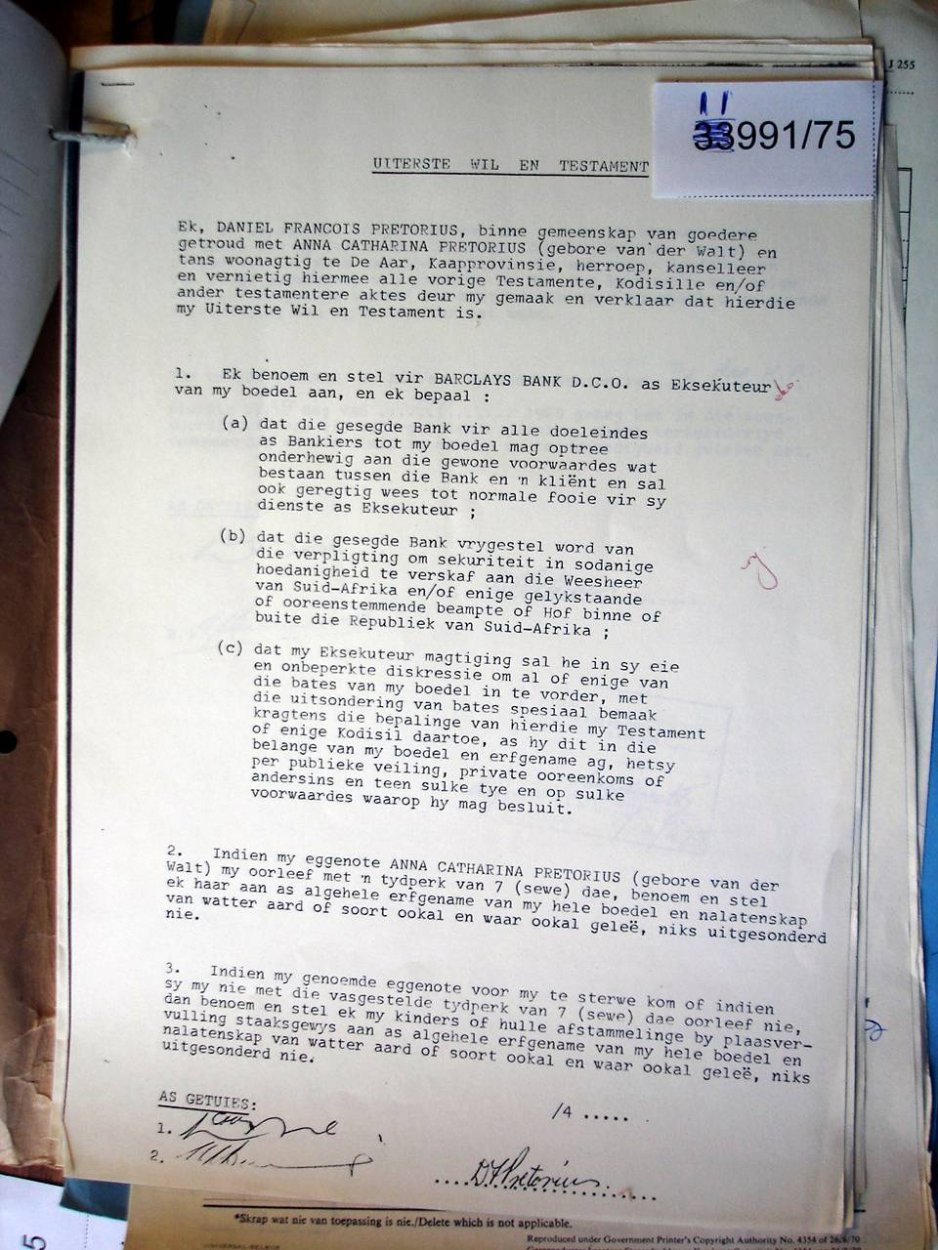 J 255
11
33991/75
UITERSTE WIL EN TESTAMENT
Ek, DANIEL FRANCOIS PRETORIUS, binne gemeenskap van goedere
getroud met ANNA CATHARINA PRETORIUS (gebore van der Walt) en
tans woonagtig te De Aar, Kaapprovinsie, herroep, kanselleer
en vernietig hiermee alle vorige Testamente, Kodisille en/of
ander testamentere aktes deur my gemaak en verklaar dat hierdie
my Uiterste Wil en Testament is.
1. Ek benoem en stel vir BARCLAYS BANK D.C.O. as Eksekuteur
van my boedel aan, en ek bepaal :
(a) dat die gesegde Bank vir alle doeleindes
as Bankiers tot my boedel mag optree
onderhewig aan die gewone voorwaardes wat
bestaan tussen die Bank en 'n kliënt en sal
ook geregtig wees tot normale fooie vir sy
dienste as Eksekuteur ;
(b) dat die gesegde Bank vrygestel word van
die verpligting om sekuriteit in sodanige
hoedanigheid te verskaf aan die Weesheer
van Suid-Afrika en/of enige gelykstaande
of ooreenstemmende beampte of Hof binne of
buite die Republiek van Suid-Afrika ;
(c) dat my Eksekuteur magtiging sal he in sy eie
en onbeperkte diskressie om al of enige van
die bates van my boedel in te vorder, met
die uitsondering van bates spesiaal bemaak
kragtens die bepalinge van hierdie my Testament
of enige Kodisil daartoe, as hy dit in die
belange van my boedel en erfgename ag, hetsy
per publieke veiling, private ooreenkoms of
andersins en teen sulke tye en op sulke
voorwaardes waarop hy mag besluit.
2. Indien my eggenote ANNA CATHARINA PRETORIUS (gebore van der
Walt) my oorleef met 'n tydperk van 7 (sewe) dae, benoem en stel
ek haar aan as algehele erfgename van my hele boedel en nalatenskap
van watter aard of soort ookal en waar ookal geleë, niks uitgesonderd
nie.
3. Indien my genoemde eggenote voor my te sterwe kom of indien
sy my nie met die vasgestelde tydperk van 7 (sewe) dae oorleef nie,
dan benoem en stel ek my kinders of hulle afstammelinge by plaasver-
vulling staaksgewys aan as algehele erfgename van my hele boedel en
nalatenskap van watter aard of soort ookal en waar ookal geleë, niks
uitgesonderd nie.
AS GETUIES:
/4 .....
1.
2.
DF Pretorius
*Skrap wat nie van toepassing is nie./Delete which is not applicable.
Reproduced under Government Printer's Copyright Authority No. 4354 of 26/6/70
5